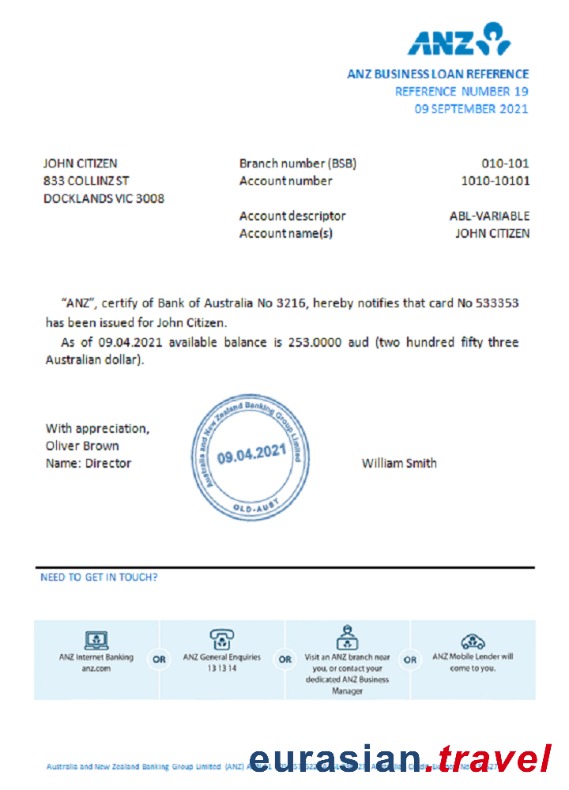 ANZ
ANZ BUSINESS LOAN REFERENCE
REFERENCE NUMBER 19
09 SEPTEMBER 2021
JOHN CITIZEN
833 COLLINZ ST
DOCKLANDS VIC 3008
Branch number (BSB) 010-101
Account number 1010-10101
Account descriptor ABL-VARIABLE
Account name(s) JOHN CITIZEN
“ANZ”, certify of Bank of Australia No 3216, hereby notifies that card No 533353
has been issued for John Citizen.
As of 09.04.2021 available balance is 253.0000 aud (two hundred fifty three
Australian dollar).
With appreciation,
Oliver Brown
Name: Director
Australia and New Zealand Banking Group Limited
09.04.2021
William Smith
NEED TO GET IN TOUCH?
ANZ Internet Banking
anz.com
OR
ANZ General Enquiries
13 13 14
OR
Visit an ANZ branch near
you, or contact your
dedicated ANZ Business
Manager
OR
ANZ Mobile Lender will
come to you.
Australia and New Zealand Banking Group Limited (ANZ)
eurasian.travel